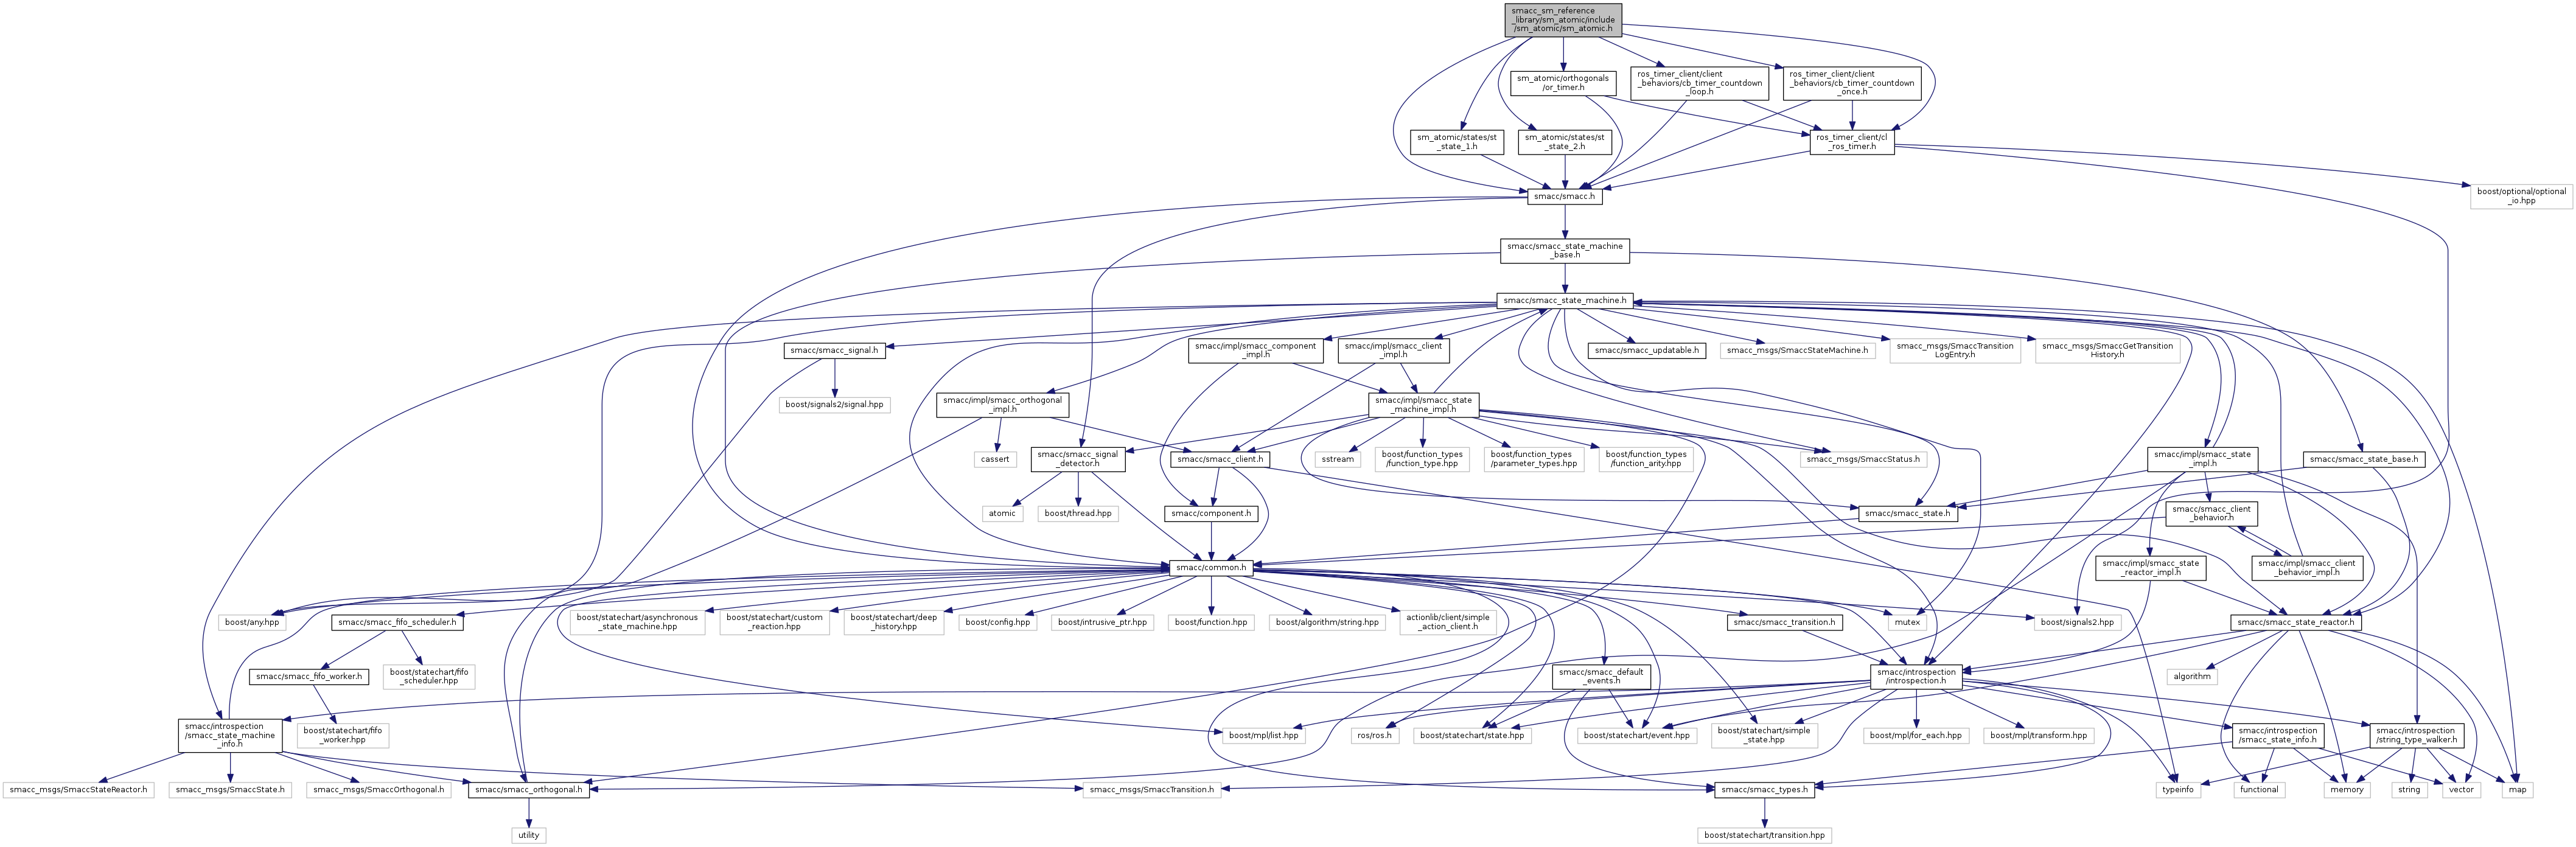 smacc_sm_reference
_library/sm_atomic/include
/sm_atomic/sm_atomic.h
sm_atomic/orthogonals
/or_timer.h
ros_timer_client/client
_behaviors/cb_timer_countdown
_loop.h
ros_timer_client/client
_behaviors/cb_timer_countdown
_once.h
sm_atomic/states/st
_state_1.h
sm_atomic/states/st
_state_2.h
ros_timer_client/cl
_ros_timer.h
smacc/smacc.h
boost/optional/optional
_io.hpp
smacc/smacc_state_machine
_base.h
smacc/smacc_state_machine.h
smacc/smacc_signal.h
smacc/impl/smacc_component
_impl.h
smacc/impl/smacc_client
_impl.h
smacc/smacc_updatable.h
smacc_msgs/SmaccStateMachine.h
smacc_msgs/SmaccTransition
LogEntry.h
smacc_msgs/SmaccGetTransition
History.h
boost/signals2/signal.hpp
smacc/impl/smacc_orthogonal
_impl.h
smacc/impl/smacc_state
_machine_impl.h
cassert
smacc/smacc_signal
_detector.h
smacc/smacc_client.h
sstream
boost/function_types
/function_type.hpp
boost/function_types
/parameter_types.hpp
boost/function_types
/function_arity.hpp
smacc_msgs/SmaccStatus.h
smacc/impl/smacc_state
_impl.h
smacc/smacc_state_base.h
atomic
boost/thread.hpp
smacc/component.h
smacc/smacc_state.h
smacc/smacc_client
_behavior.h
smacc/common.h
smacc/impl/smacc_state
_reactor_impl.h
smacc/impl/smacc_client
_behavior_impl.h
boost/any.hpp
smacc/smacc_fifo_scheduler.h
boost/statechart/asynchronous
_state_machine.hpp
boost/statechart/custom
_reaction.hpp
boost/statechart/deep
_history.hpp
boost/config.hpp
boost/intrusive_ptr.hpp
boost/function.hpp
boost/algorithm/string.hpp
actionlib/client/simple
_action_client.h
smacc/smacc_transition.h
mutex
boost/signals2.hpp
smacc/smacc_state_reactor.h
smacc/smacc_fifo_worker.h
boost/statechart/fifo
_scheduler.hpp
smacc/smacc_default
_events.h
smacc/introspection
/introspection.h
algorithm
smacc/introspection
/smacc_state_machine
_info.h
boost/statechart/fifo
_worker.hpp
boost/mpl/list.hpp
ros/ros.h
boost/statechart/state.hpp
boost/statechart/event.hpp
boost/statechart/simple
_state.hpp
boost/mpl/for_each.hpp
boost/mpl/transform.hpp
smacc/introspection
/smacc_state_info.h
smacc/introspection
/string_type_walker.h
smacc_msgs/SmaccStateReactor.h
smacc_msgs/SmaccState.h
smacc_msgs/SmaccOrthogonal.h
smacc/smacc_orthogonal.h
smacc_msgs/SmaccTransition.h
smacc/smacc_types.h
typeinfo
functional
memory
string
vector
map
utility
boost/statechart/transition.hpp